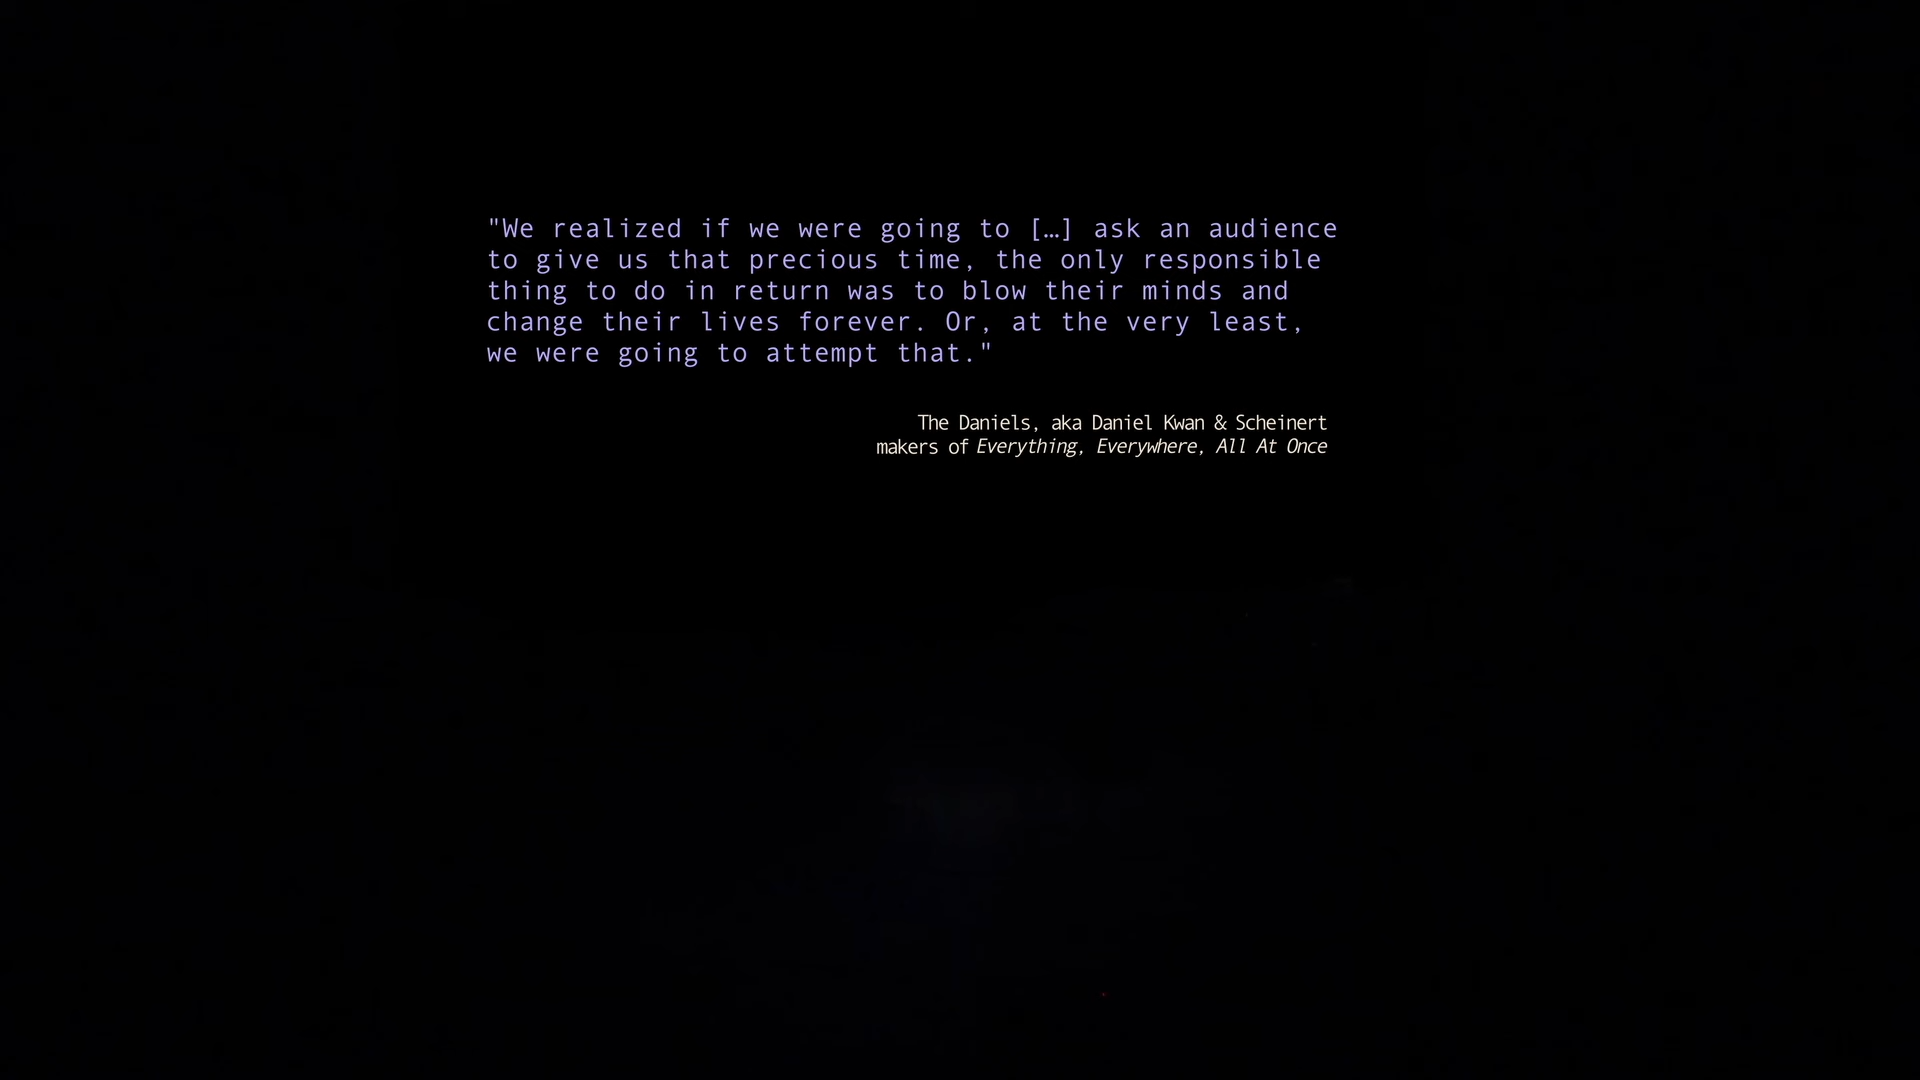 "We realized if we were going to […] ask an audience
to give us that precious time, the only responsible
thing to do in return was to blow their minds and
change their lives forever. Or, at the very least,
we were going to attempt that."
The Daniels, aka Daniel Kwan & Scheinert
makers of Everything, Everywhere, All At Once